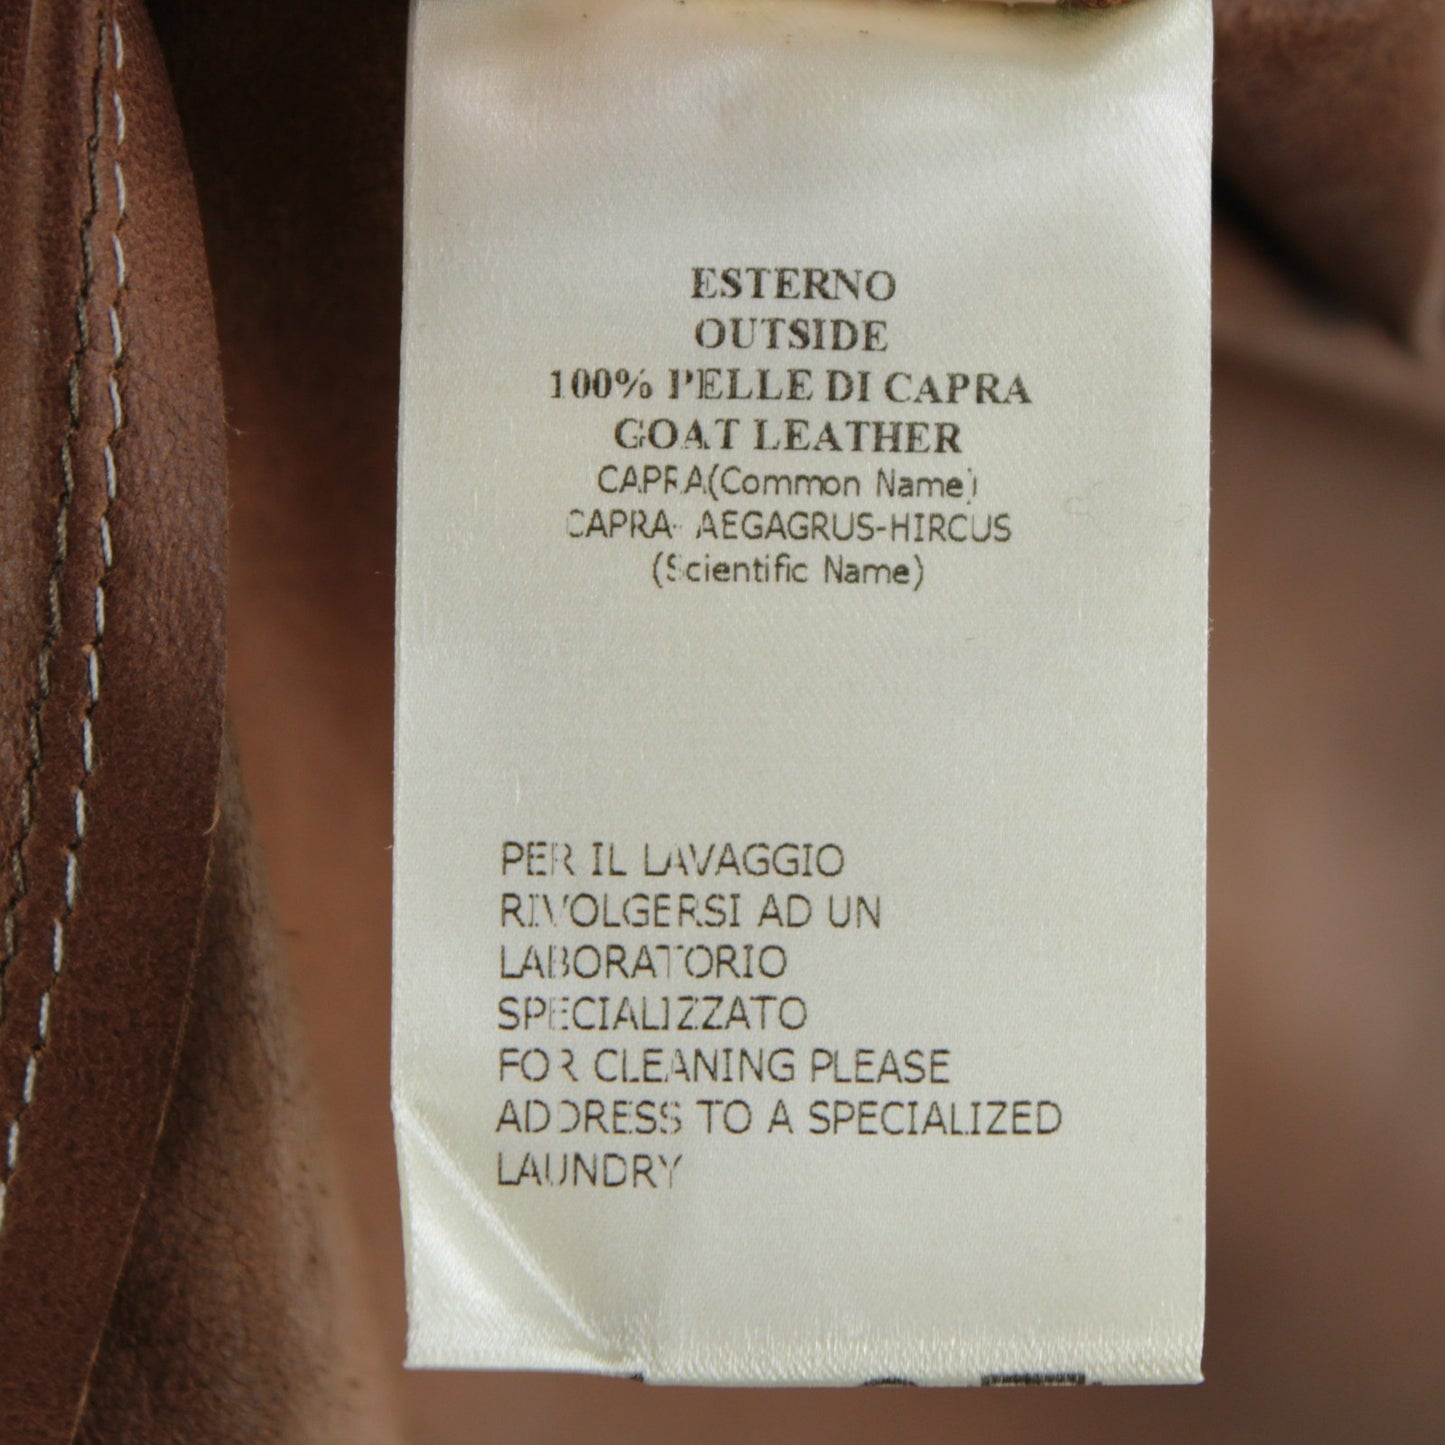 ESTERNO
OUTSIDE
100% PELLE DI CAPRA
GOAT LEATHER
CAPRA(Common Name)
CAPRA- AEGAGRUS-HIRCUS
(Scientific Name)
PER IL LAVAGGIO
RIVOLGERSI AD UN
LABORATORIO
SPECIALIZZATO
FOR CLEANING PLEASE
ADDRESS TO A SPECIALIZED
LAUNDRY